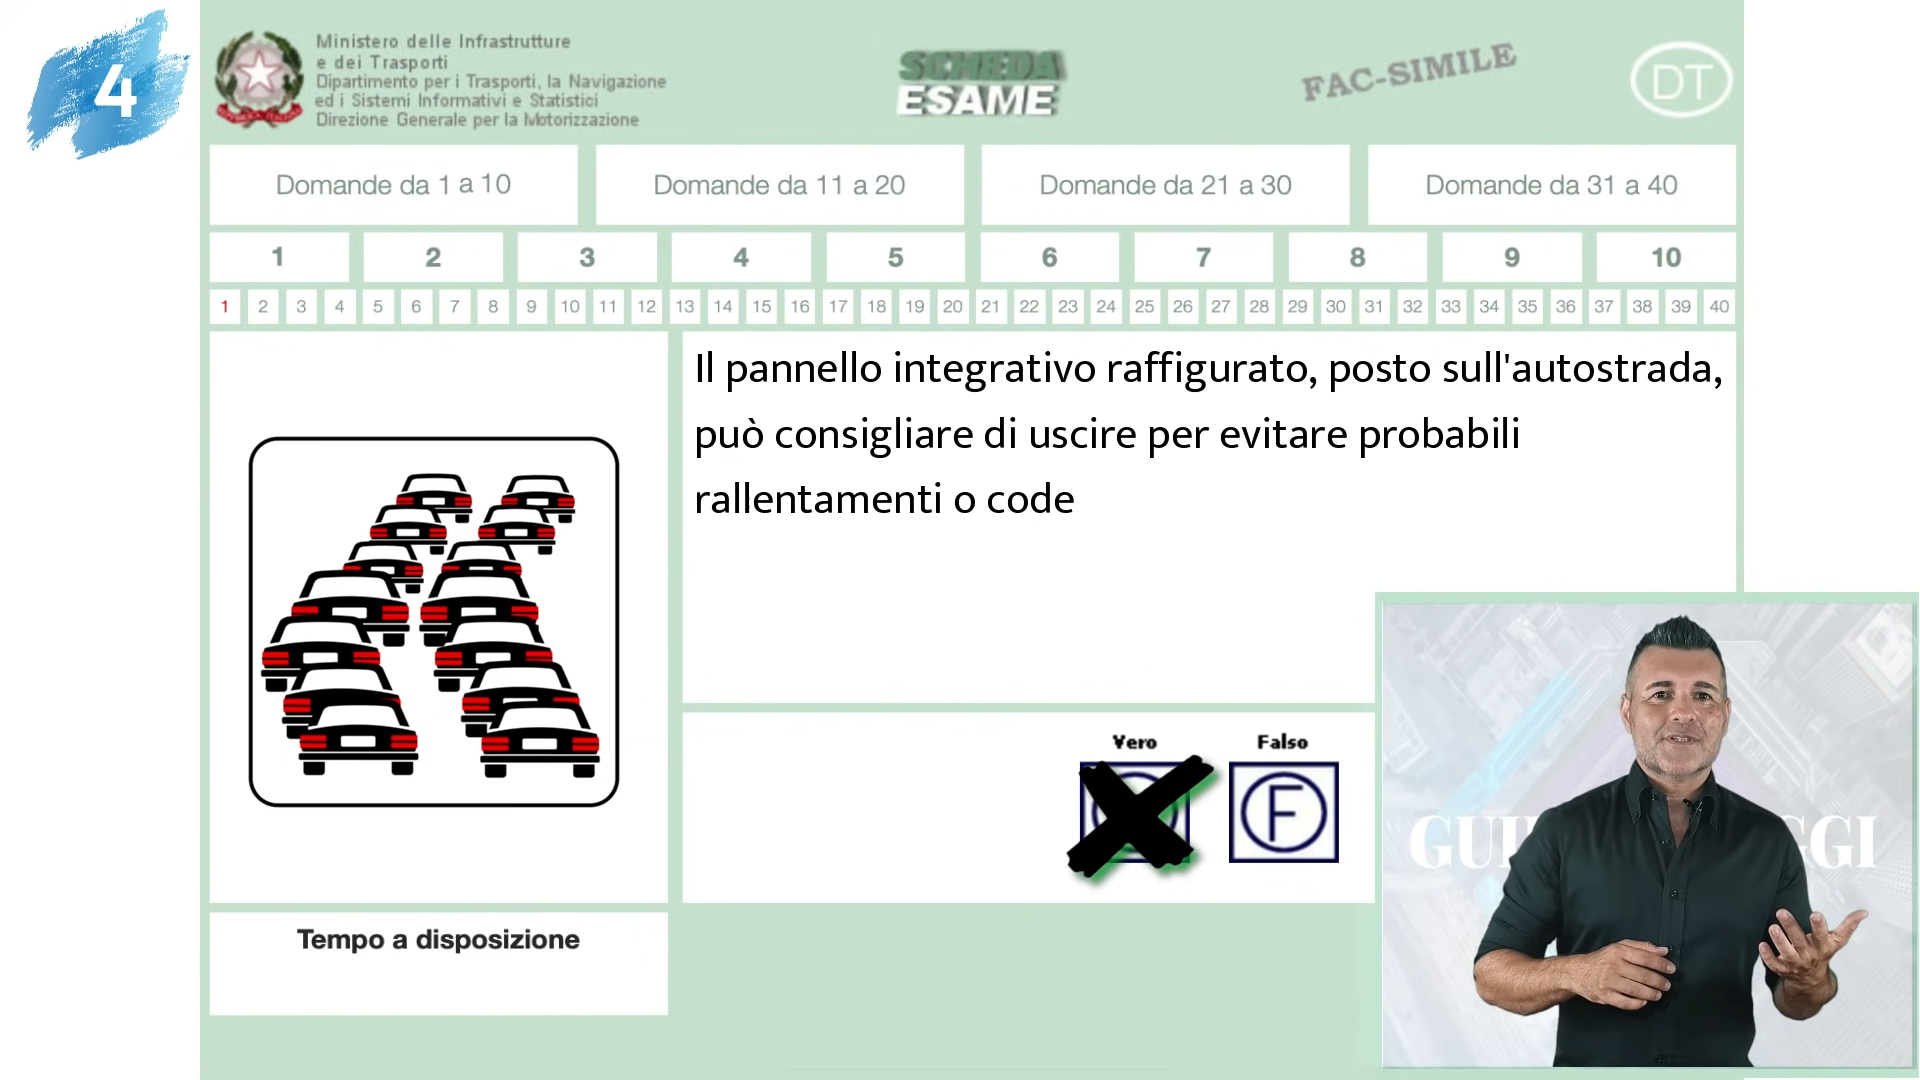 4
Ministero delle Infrastrutture
e dei Trasporti
Dipartimento per i Trasporti, la Navigazione
ed i Sistemi Informativi e Statistici
Direzione Generale per la Motorizzazione
SCHEDA
ESAME
FAC-SIMILE
DT
Domande da 1 a 10
Domande da 11 a 20
Domande da 21 a 30
Domande da 31 a 40
1 2 3 4 5 6 7 8 9 10
1 2 3 4 5 6 7 8 9 10 11 12 13 14 15 16 17 18 19 20 21 22 23 24 25 26 27 28 29 30 31 32 33 34 35 36 37 38 39 40
Il pannello integrativo raffigurato, posto sull'autostrada,
può consigliare di uscire per evitare probabili
rallentamenti o code
Vero
Falso
F
Tempo a disposizione